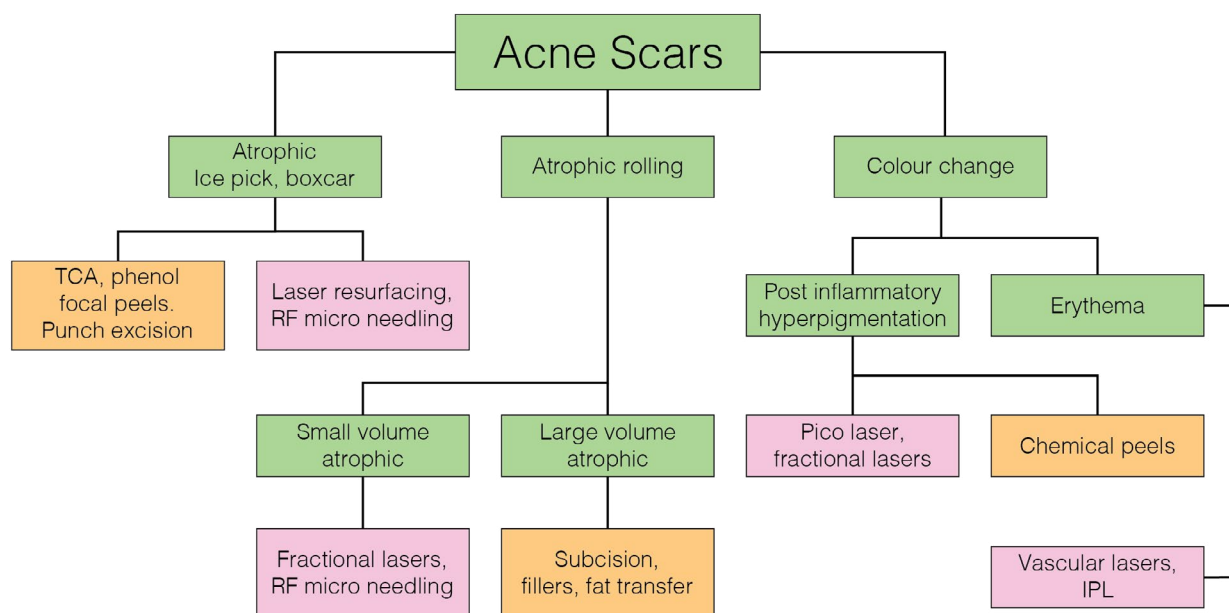 Acne Scars
Atrophic
Ice pick, boxcar
Atrophic rolling
Colour change
TCA, phenol
focal peels.
Punch excision
Laser resurfacing,
RF micro needling
Post inflammatory
hyperpigmentation
Erythema
Small volume
atrophic
Large volume
atrophic
Pico laser,
fractional lasers
Chemical peels
Fractional lasers,
RF micro needling
Subcision,
fillers, fat transfer
Vascular lasers,
IPL